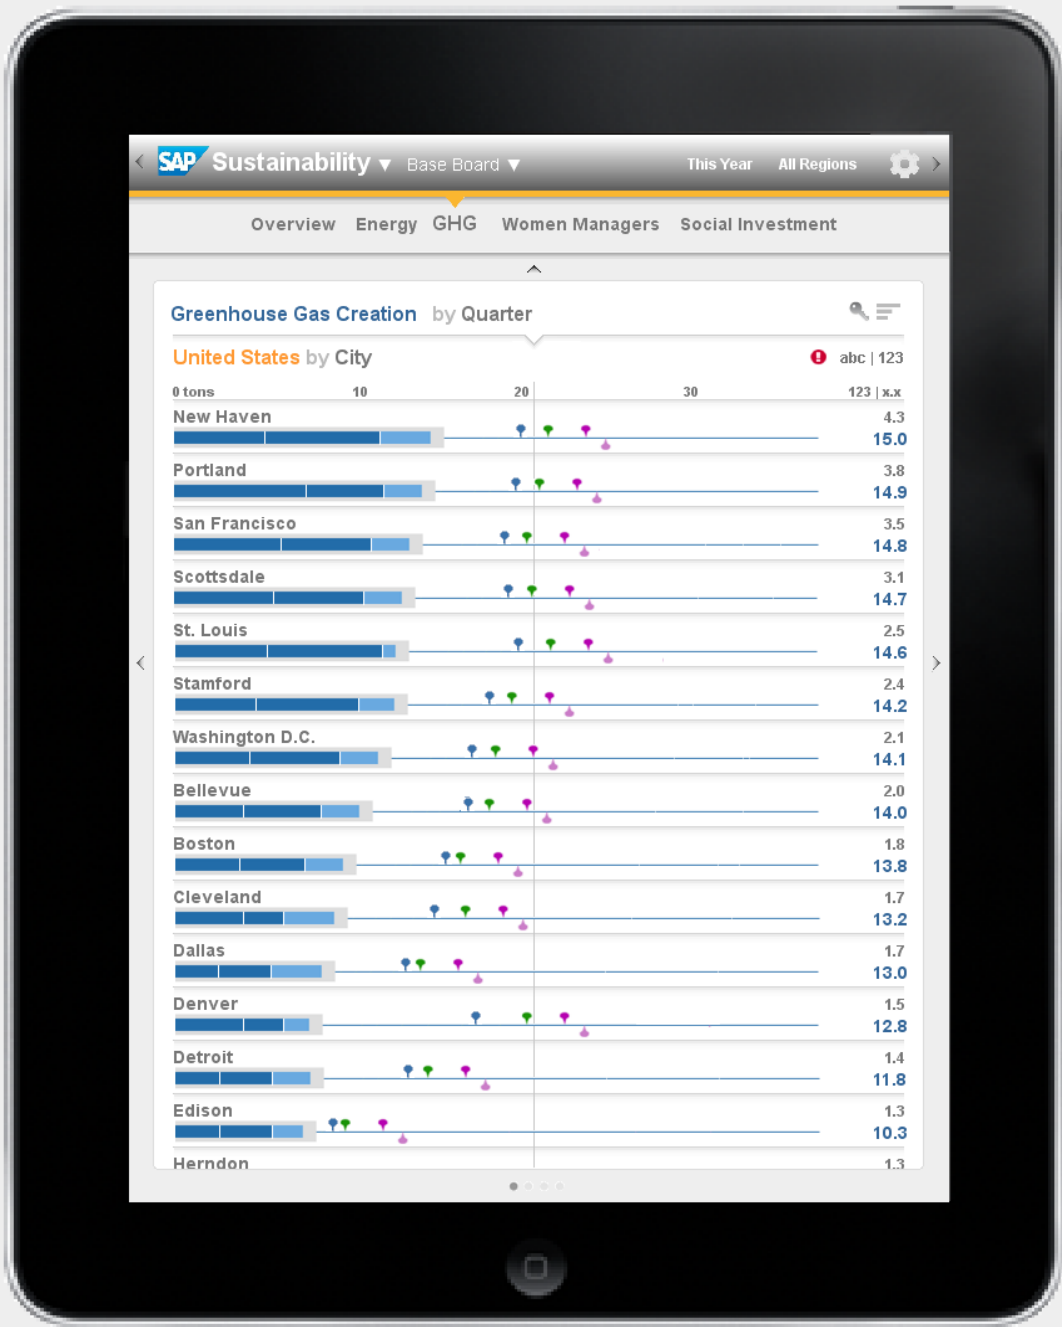 SAP Sustainability ▼ Base Board ▼ This Year All Regions
Overview Energy GHG Women Managers Social Investment
Greenhouse Gas Creation by Quarter
United States by City abc | 123
0 tons 10 20 30 123 | x.x
New Haven 4.3
15.0
Portland 3.8
14.9
San Francisco 3.5
14.8
Scottsdale 3.1
14.7
St. Louis 2.5
14.6
Stamford 2.4
14.2
Washington D.C. 2.1
14.1
Bellevue 2.0
14.0
Boston 1.8
13.8
Cleveland 1.7
13.2
Dallas 1.7
13.0
Denver 1.5
12.8
Detroit 1.4
11.8
Edison 1.3
10.3
Herndon 1.3